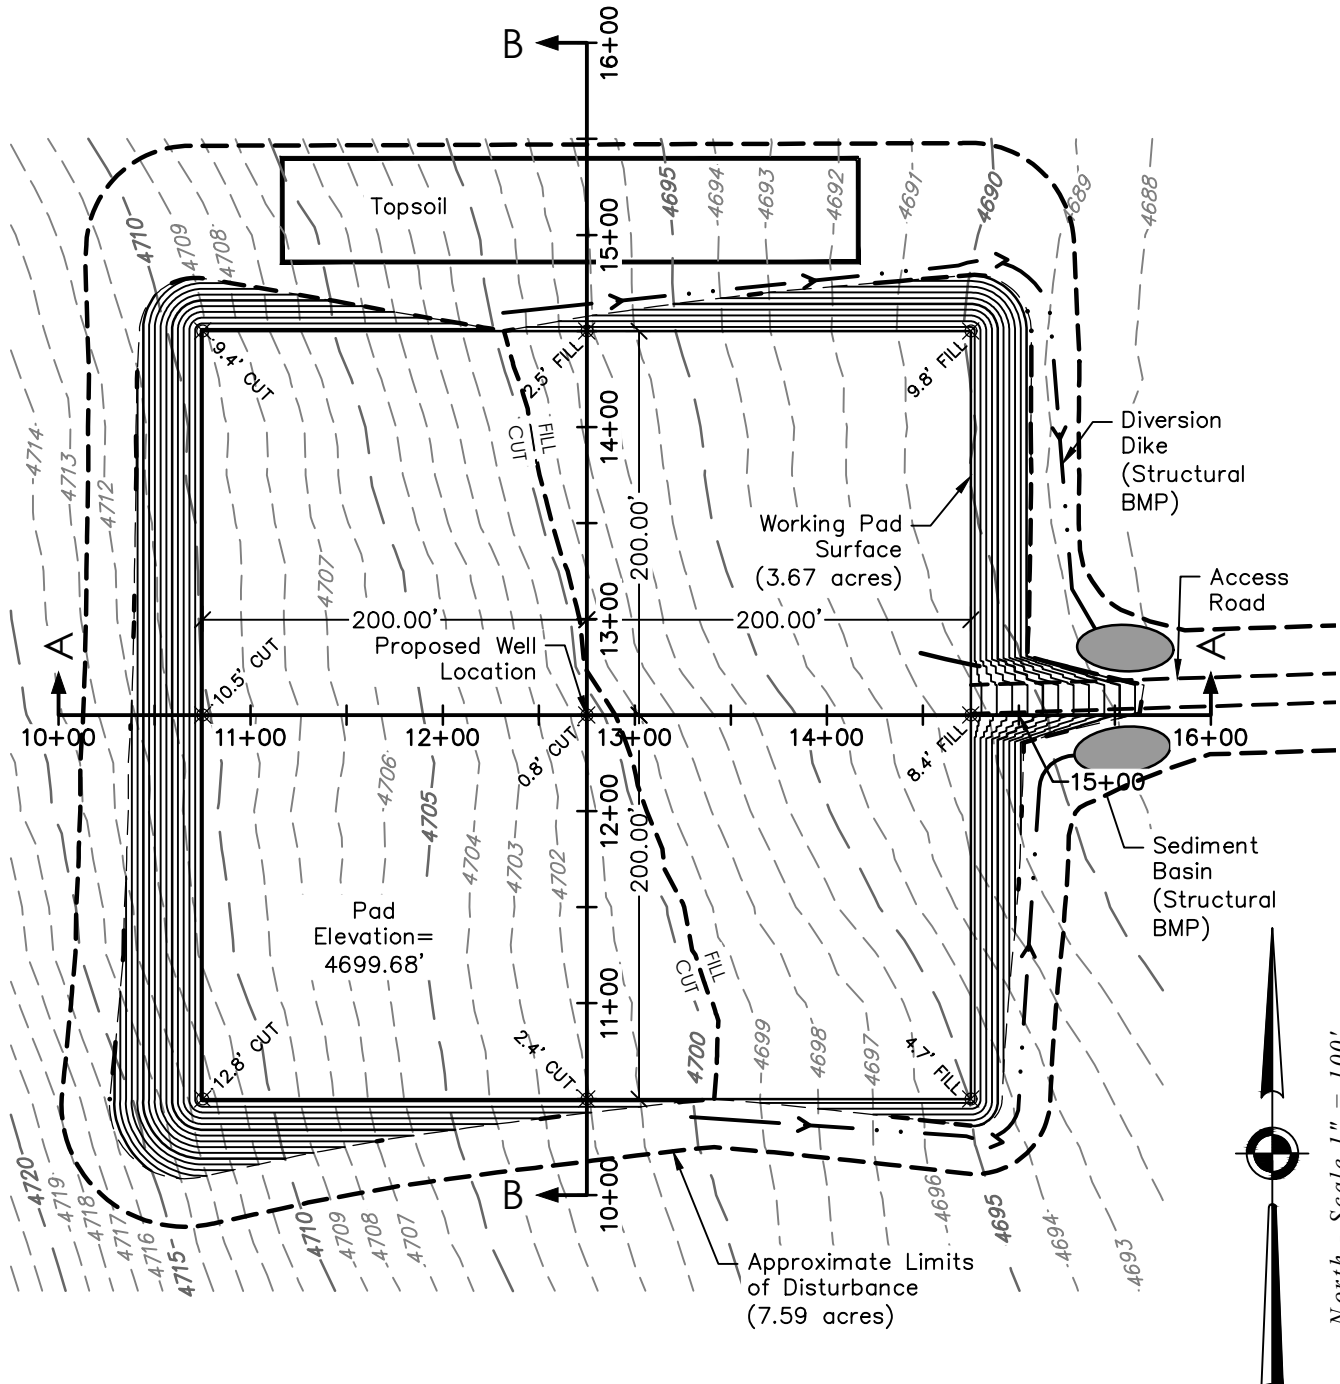 B
16+00
4695
4694
4693
4692
4691
4690
4689
4688
Topsoil
4710
4709
4708
15+00
9.4' CUT
2.5' FILL
9.8' FILL
FILL
CUT
14+00
4714
4713
4712
Diversion
Dike
(Structural
BMP)
Working Pad
Surface
(3.67 acres)
200.00'
4707
13+00
Access
Road
200.00'
200.00'
Proposed Well
Location
A
A
10.5' CUT
10+00
11+00
12+00
13+00
14+00
16+00
0.8' CUT
8.4' FILL
15+00
4706
4705
4704
4703
4702
12+00
200.00'
Sediment
Basin
(Structural
BMP)
Pad
Elevation=
4699.68'
FILL
CUT
11+00
12.8' CUT
2.4' CUT
4.7' FILL
4700
4699
4698
4697
B
10+00
4720
4719
4718
4717
4716
4715
4710
4709
4708
4707
4696
4695
4694
4693
Approximate Limits
of Disturbance
(7.59 acres)
North Scale 1" = 100'